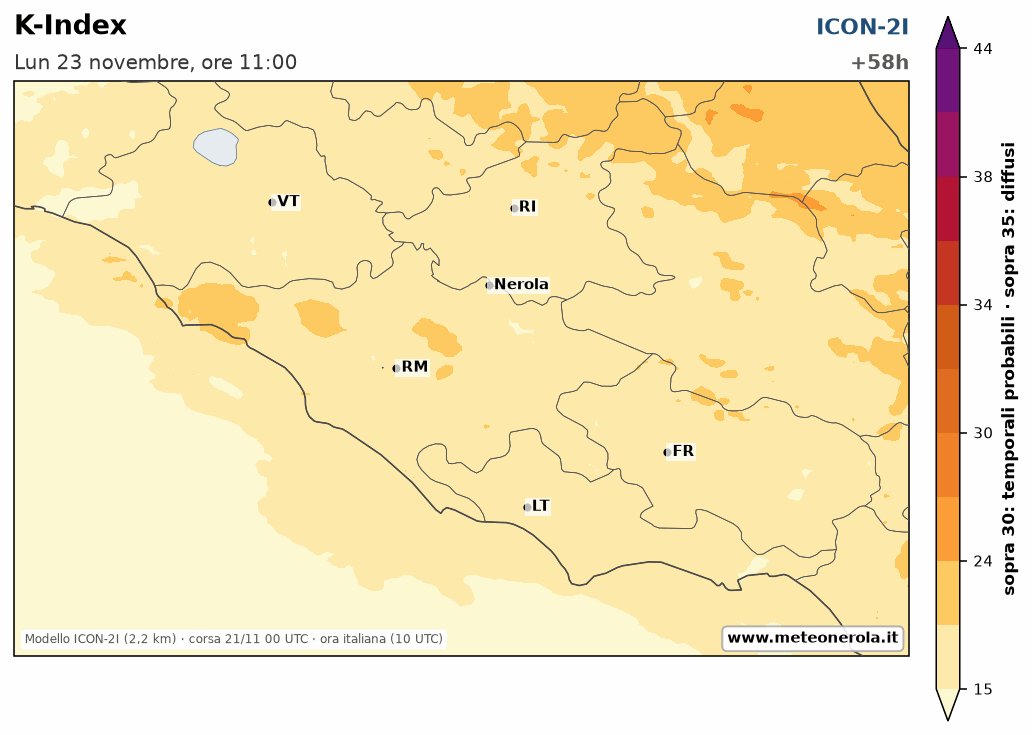 K-Index
ICON-2I
Lun 23 novembre, ore 11:00
+58h
VT
RI
Nerola
RM
FR
LT
Modello ICON-2I (2,2 km) · corsa 21/11 00 UTC · ora italiana (10 UTC)
www.meteonerola.it
44
38
34
30
24
15
sopra 30: temporali probabili · sopra 35: diffusi